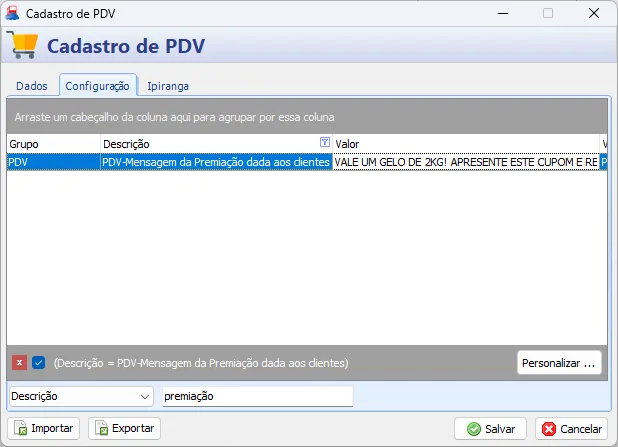 Cadastro de PDV
Cadastro de PDV
Dados Configuração Ipiranga
Arraste um cabeçalho da coluna aqui para agrupar por essa coluna
Grupo Descrição Valor V
PDV PDV-Mensagem da Premiação dada aos clientes VALE UM GELO DE 2KG! APRESENTE ESTE CUPOM E RE P
(Descrição = PDV-Mensagem da Premiação dada aos clientes) Personalizar ...
Descrição premiação
Importar Exportar Salvar Cancelar